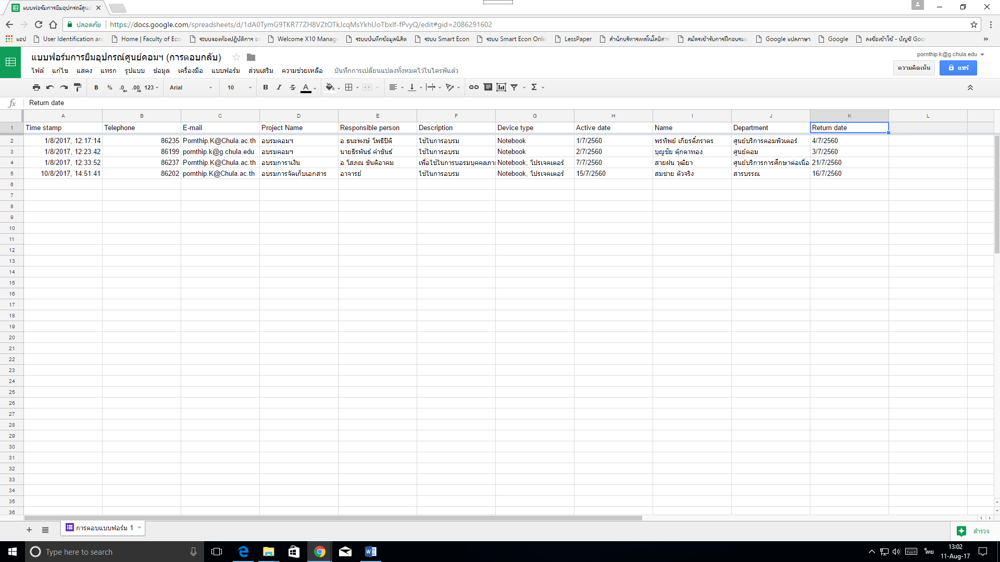 แบบฟอร์มการยืมอุปกรณ์ศูนย์
ปลอดภัย https://docs.google.com/spreadsheets/d/1dA0TymG9TKR77ZH8VZtOTkJcqMsYkhUoTbxIf-fPvyQ/edit#gid=2086291602
แอป User Identification an Home | Faculty of Eco ระบบจองห้องปฏิบัติการ Welcome X10 Manag ระบบบันทึกข้อมูลนิสิต ระบบ Smart Econ ระบบ Smart Econ Onli LessPaper สำนักบริหารเทคโนโลยีสาร สมัครเข้ารับการฝึกอบรม Google แปลภาษา Google ลงชื่อเข้าใช้ - บัญชี Goo
แบบฟอร์มการยืมอุปกรณ์ศูนย์คอมฯ (การตอบกลับ)
pornthip.k@g.chula.edu
ไฟล์ แก้ไข แสดง แทรก รูปแบบ ข้อมูล เครื่องมือ แบบฟอร์ม ส่วนเสริม ความช่วยเหลือ บันทึกการเปลี่ยนแปลงทั้งหมดไว้ในไดรฟ์แล้ว
ความคิดเห็น แชร์
B % .0 .00 123 Arial 10 B I S A Σ
fx Return date
A B C D E F G H I J K L
1 Time stamp Telephone E-mail Project Name Responsible person Description Device type Active date Name Department Return date
2 1/8/2017, 12:17:14 86235 Pornthip.K@Chula.ac.th อบรมคอมฯ อ.ธนะพงษ์ โพธิปิติ ใช้ในการอบรม Notebook 1/7/2560 พรทิพย์ เกียรติ์ภราดร ศูนย์บริการคอมพิวเตอร์ 4/7/2560
3 1/8/2017, 12:23:42 86199 pornthip.k@g.chula.edu อบรมคอมฯ นายธีรพันธ์ คำขันธ์ ใช้ในการอบรม Notebook 2/7/2560 บุญชัย ตุ๊กตาทอง ศูนย์คอม 3/7/2560
4 1/8/2017, 12:33:52 86237 Pornthip.K@Chula.ac.th อบรมการาเงิน อ.โสภณ ขันติอาคม เพื่อใช้ในการบอรมบุคคลภาย Notebook, โปรเจคเตอร์ 7/7/2560 สายฝน วุฒิยา ศูนย์บริการการศึกษาต่อเนื่อ 21/7/2560
5 10/8/2017, 14:51:41 86202 pornthip.K@Chula.ac.th อบรมการจัดเก็บเอกสาร อาจารย์ ใช้ในการอบรม Notebook, โปรเจคเตอร์ 15/7/2560 สมชาย ตัวจริง สารบรรณ 16/7/2560
6
7
8
9
10
11
12
13
14
15
16
17
18
19
20
21
22
23
24
25
26
27
28
29
30
31
32
33
34
35
36
การตอบแบบฟอร์ม 1
สำรวจ
Type here to search
ไทย
13:02
11-Aug-17